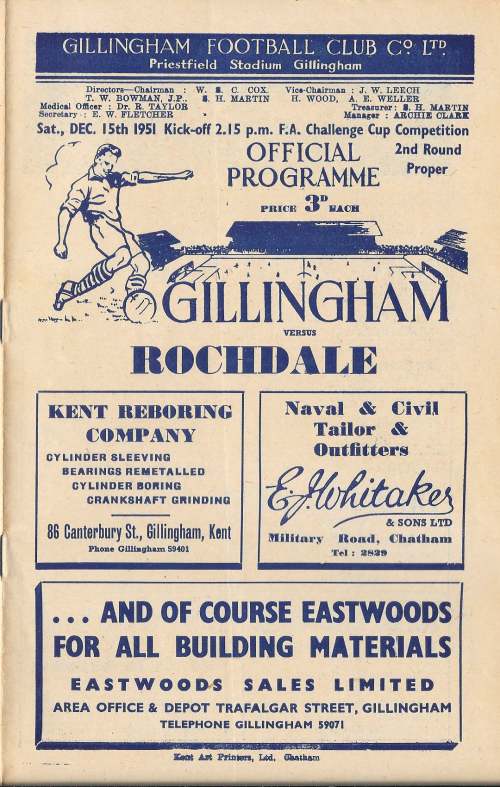 GILLINGHAM FOOTBALL CLUB Co LTD.
Priestfield Stadium Gillingham
Directors—Chairman : W. S. C. COX. Vice-Chairman : J. W. LEECH
T. W. BOWMAN, J.P., S. H. MARTIN H. WOOD, A. E. WELLER
Medical Officer : Dr. R. TAYLOR Treasurer: S. H. MARTIN
Secretary : E. W. FLETCHER Manager : ARCHIE CLARK
Sat., DEC. 15th 1951 Kick-off 2.15 p.m. F.A. Challenge Cup Competition
2nd Round
Proper
OFFICIAL
PROGRAMME
PRICE 3D EACH
GILLINGHAM
VERSUS
ROCHDALE
KENT REBORING
COMPANY
CYLINDER SLEEVING
BEARINGS REMETALLED
CYLINDER BORING
CRANKSHAFT GRINDING
86 Canterbury St., Gillingham, Kent
Phone Gillingham 59401
Naval & Civil
Tailor &
Outfitters
E.J. Whitaker
& SONS LTD
Military Road, Chatham
Tel : 2829
... AND OF COURSE EASTWOODS
FOR ALL BUILDING MATERIALS
EASTWOODS SALES LIMITED
AREA OFFICE & DEPOT TRAFALGAR STREET, GILLINGHAM
TELEPHONE GILLINGHAM 59071
Kent Art Printers, Ltd. Chatham